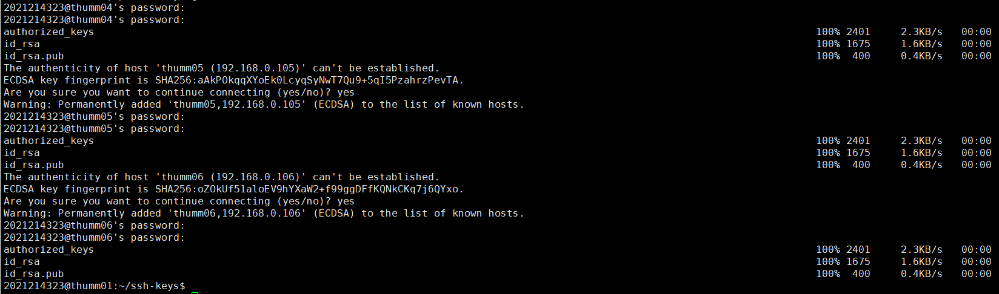 2021214323@thumm04's password:
2021214323@thumm04's password:
authorized_keys 100% 2401 2.3KB/s 00:00
id_rsa 100% 1675 1.6KB/s 00:00
id_rsa.pub 100% 400 0.4KB/s 00:00
The authenticity of host 'thumm05 (192.168.0.105)' can't be established.
ECDSA key fingerprint is SHA256:aAkPOkqqXYoEk0LcyqSyNwT7Qu9+5qI5PzahrzPevTA.
Are you sure you want to continue connecting (yes/no)? yes
Warning: Permanently added 'thumm05,192.168.0.105' (ECDSA) to the list of known hosts.
2021214323@thumm05's password:
2021214323@thumm05's password:
authorized_keys 100% 2401 2.3KB/s 00:00
id_rsa 100% 1675 1.6KB/s 00:00
id_rsa.pub 100% 400 0.4KB/s 00:00
The authenticity of host 'thumm06 (192.168.0.106)' can't be established.
ECDSA key fingerprint is SHA256:oZOkUf51aloEV9hYXaW2+f99ggDFfKQNkCKq7j6QYxo.
Are you sure you want to continue connecting (yes/no)? yes
Warning: Permanently added 'thumm06,192.168.0.106' (ECDSA) to the list of known hosts.
2021214323@thumm06's password:
2021214323@thumm06's password:
authorized_keys 100% 2401 2.3KB/s 00:00
id_rsa 100% 1675 1.6KB/s 00:00
id_rsa.pub 100% 400 0.4KB/s 00:00
2021214323@thumm01:~/ssh-keys$